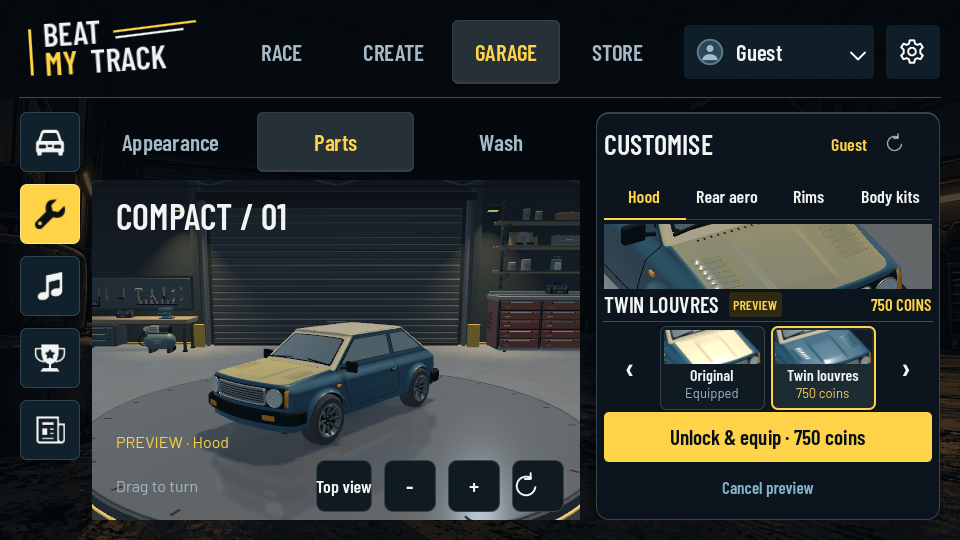 BEAT
MY TRACK
RACE
CREATE
GARAGE
STORE
Guest
Appearance
Parts
Wash
COMPACT / 01
PREVIEW · Hood
Drag to turn
Top view
-
+
CUSTOMISE
Guest
Hood
Rear aero
Rims
Body kits
TWIN LOUVRES
PREVIEW
750 COINS
‹
Original
Equipped
Twin louvres
750 coins
›
Unlock & equip · 750 coins
Cancel preview